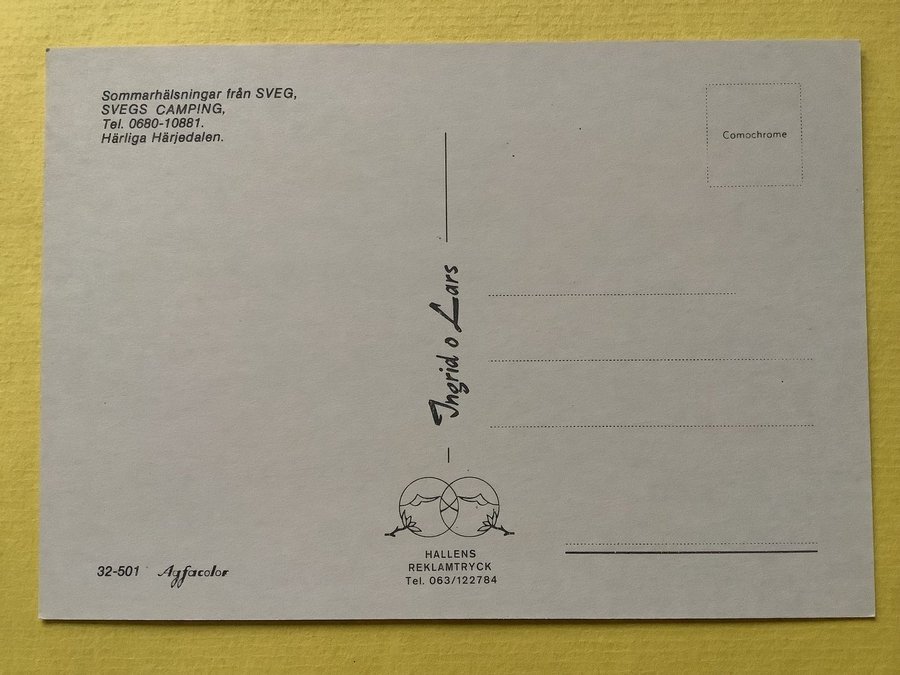 Sommarhälsningar från SVEG,
SVEGS CAMPING,
Tel. 0680-10881.
Härliga Härjedalen.
Comochrome
Ingrid o Lars
HALLENS
REKLAMTRYCK
Tel. 063/122784
32-501 Agfacolor